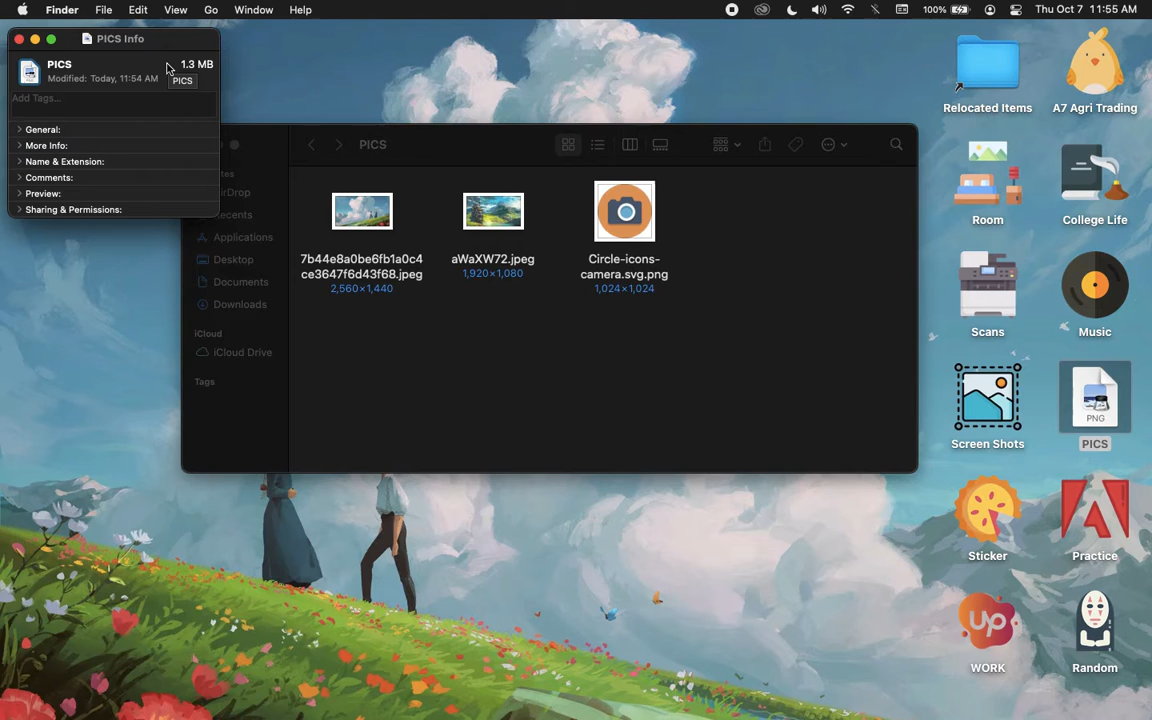 Finder File Edit View Go Window Help
100% Thu Oct 7 11:55 AM
PICS Info
PICS 1.3 MB
Modified: Today, 11:54 AM
PICS
Add Tags...
General:
More Info:
Name & Extension:
Comments:
Preview:
Sharing & Permissions:
PICS
Applications
Desktop
Documents
Downloads
iCloud
iCloud Drive
Tags
7b44e8a0be6fb1a0c4
ce3647f6d43f68.jpeg
2,560×1,440
aWaXW72.jpeg
1,920×1,080
Circle-icons-
camera.svg.png
1,024×1,024
Relocated Items
A7 Agri Trading
Room
College Life
Scans
Music
Screen Shots
PNG
PICS
Sticker
Practice
up
WORK
Random